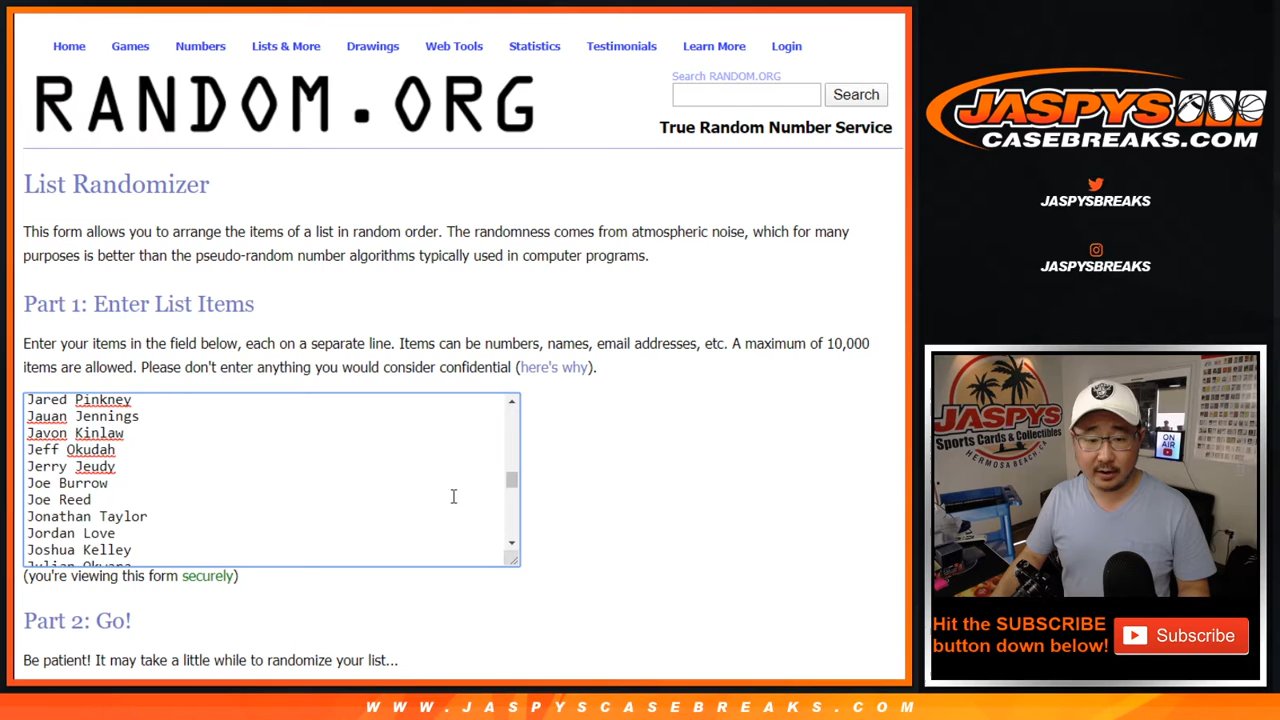 Home Games Numbers Lists & More Drawings Web Tools Statistics Testimonials Learn More Login
RANDOM.ORG
Search RANDOM.ORG
Search
True Random Number Service
List Randomizer
This form allows you to arrange the items of a list in random order. The randomness comes from atmospheric noise, which for many
purposes is better than the pseudo-random number algorithms typically used in computer programs.
Part 1: Enter List Items
Enter your items in the field below, each on a separate line. Items can be numbers, names, email addresses, etc. A maximum of 10,000
items are allowed. Please don't enter anything you would consider confidential (here's why).
Jared Pinkney
Jauan Jennings
Javon Kinlaw
Jeff Okudah
Jerry Jeudy
Joe Burrow
Joe Reed
Jonathan Taylor
Jordan Love
Joshua Kelley
(you're viewing this form securely)
Part 2: Go!
Be patient! It may take a little while to randomize your list...
JASPYS
CASEBREAKS.COM
JASPYSBREAKS
JASPYSBREAKS
JASPYS
Sports Cards & Collectibles
HERMOSA BEACH, CA
ON AIR
Hit the SUBSCRIBE
button down below!
Subscribe
WWW.JASPYSCASEBREAKS.COM